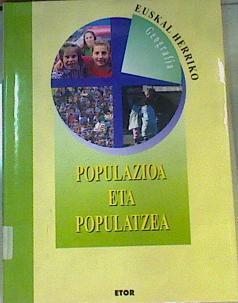 EUSKAL HERRIKO
Geografia
POPULAZIOA
ETA
POPULATZEA
ETOR